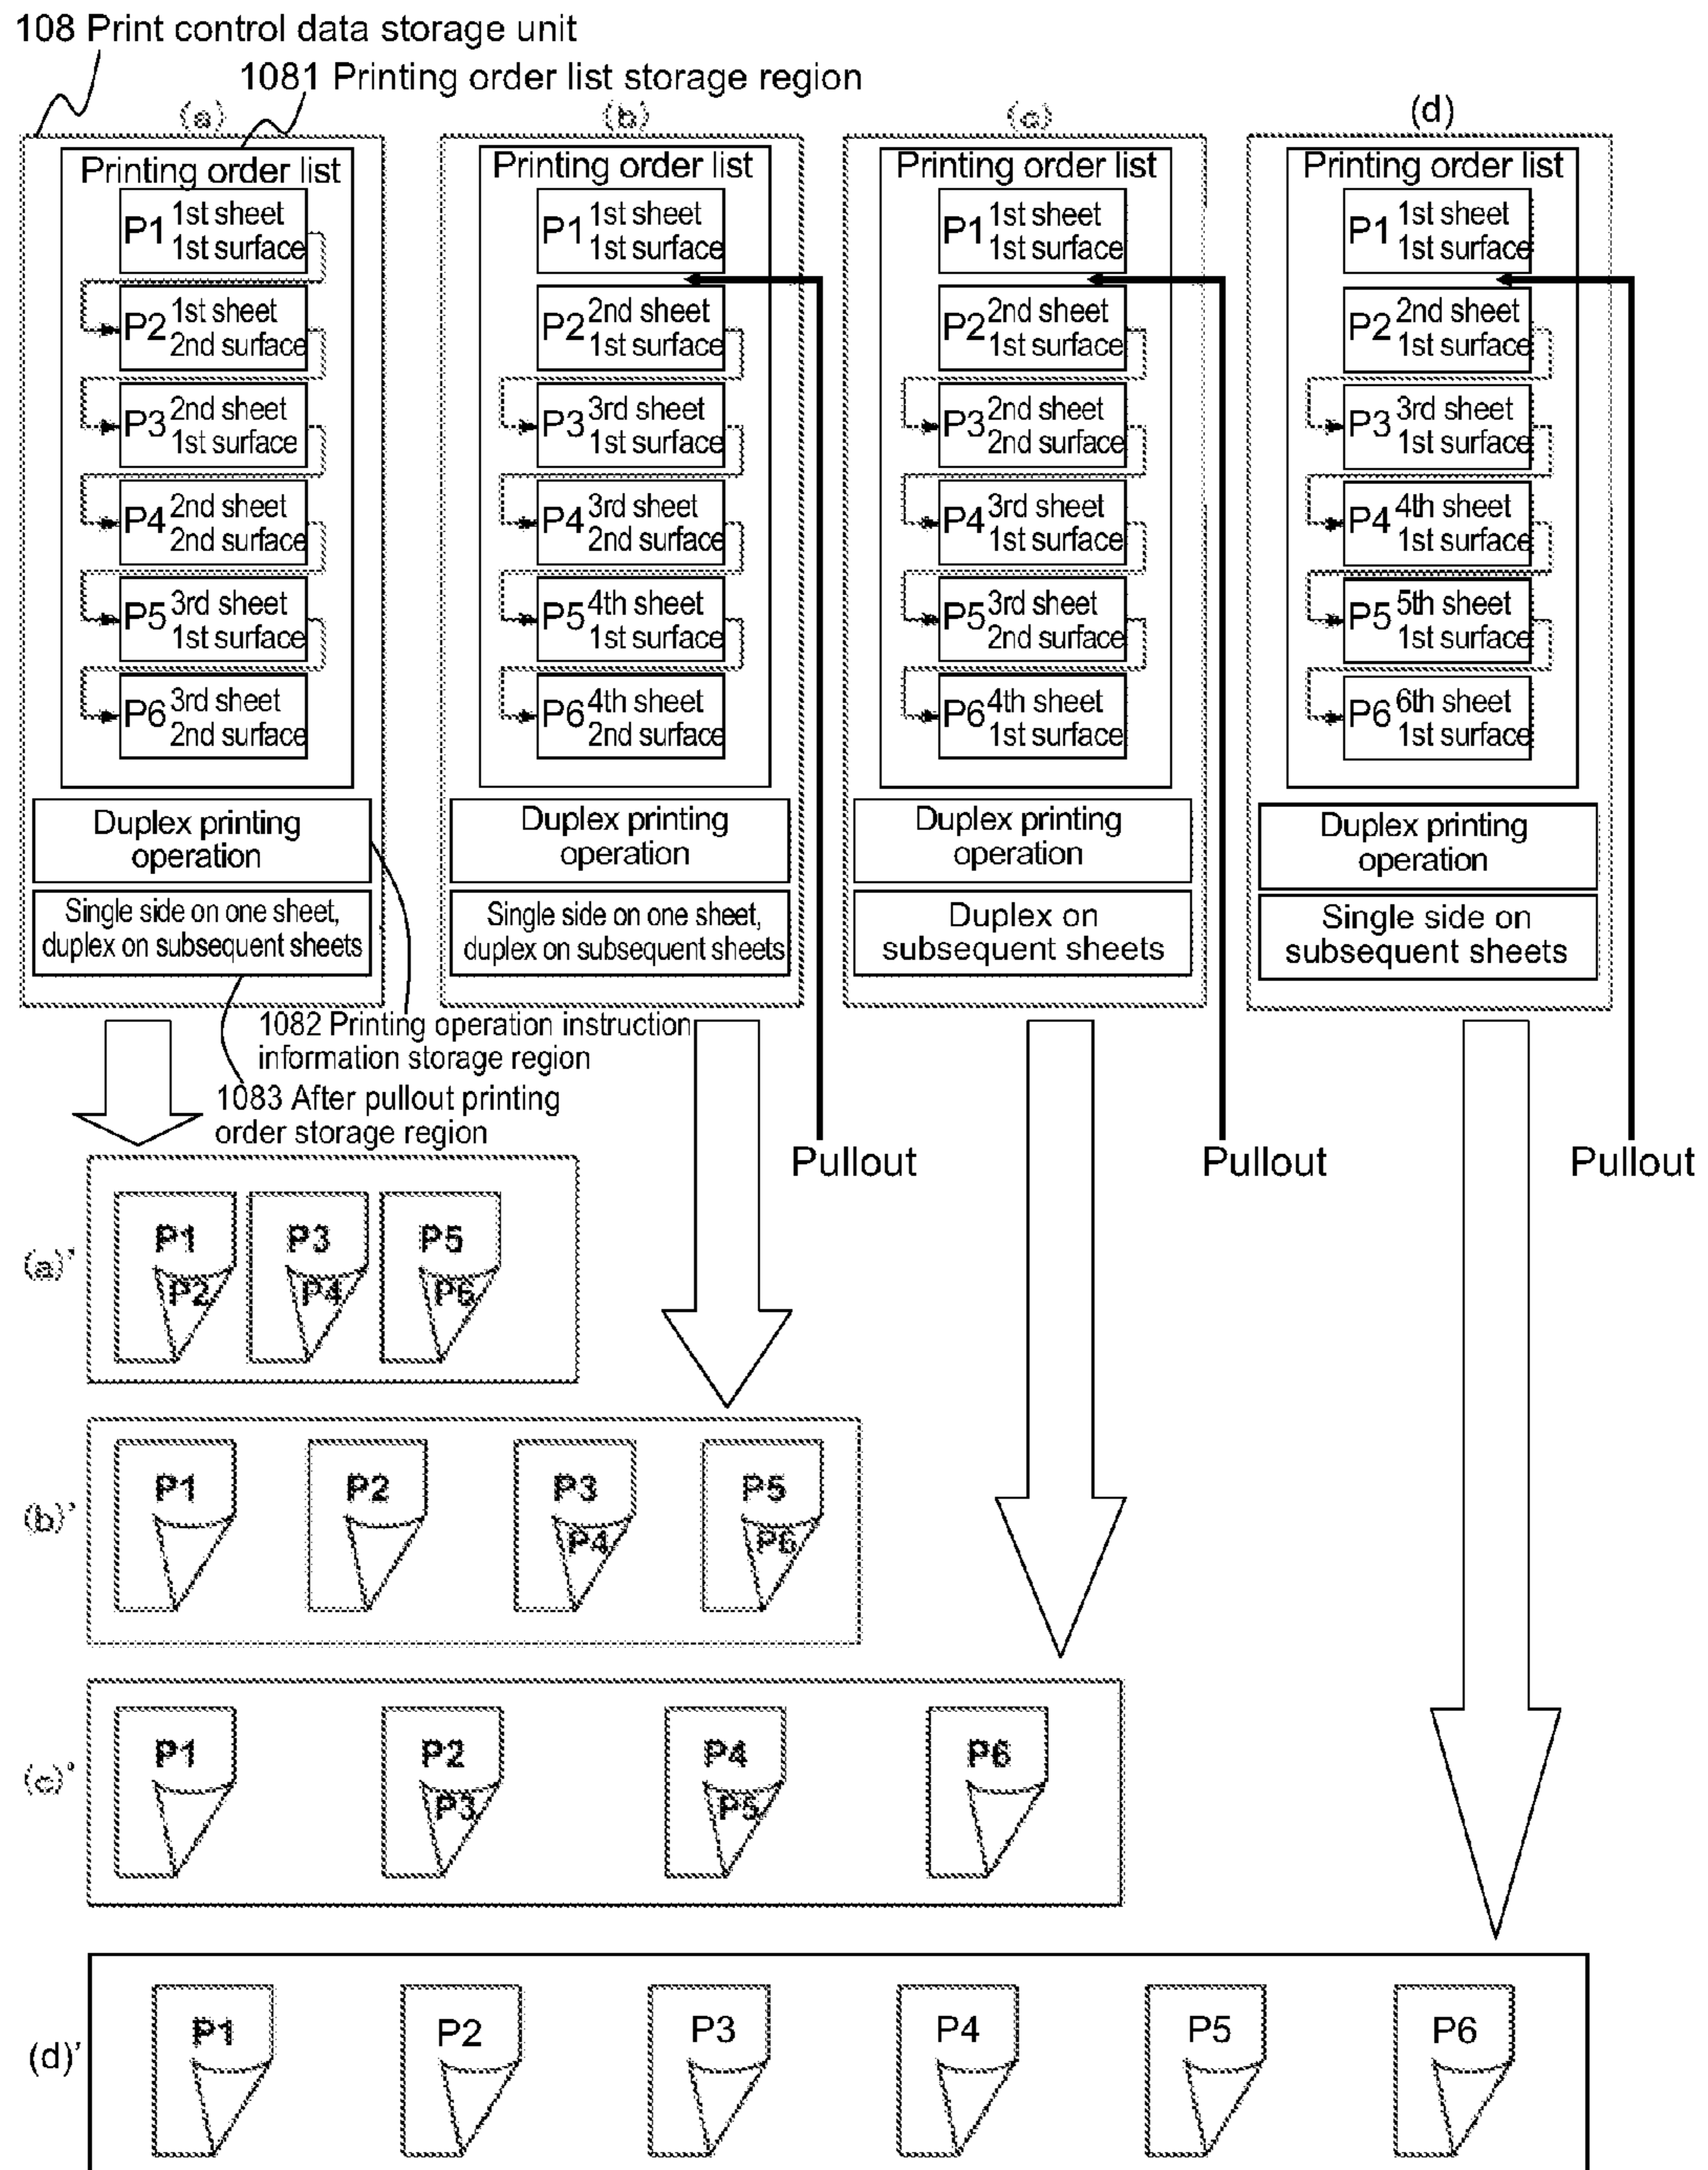 108 Print control data storage unit
1081 Printing order list storage region
(a)
(b)
(c)
(d)
Printing order list
P1 1st sheet
1st surface
P2 1st sheet
2nd surface
P3 2nd sheet
1st surface
P4 2nd sheet
2nd surface
P5 3rd sheet
1st surface
P6 3rd sheet
2nd surface
Duplex printing
operation
Single side on one sheet,
duplex on subsequent sheets
Printing order list
P1 1st sheet
1st surface
P2 2nd sheet
1st surface
P3 3rd sheet
1st surface
P4 3rd sheet
2nd surface
P5 4th sheet
1st surface
P6 4th sheet
2nd surface
Duplex printing
operation
Single side on one sheet,
duplex on subsequent sheets
Printing order list
P1 1st sheet
1st surface
P2 2nd sheet
1st surface
P3 2nd sheet
2nd surface
P4 3rd sheet
1st surface
P5 3rd sheet
2nd surface
P6 4th sheet
1st surface
Duplex printing
operation
Duplex on
subsequent sheets
Printing order list
P1 1st sheet
1st surface
P2 2nd sheet
1st surface
P3 3rd sheet
1st surface
P4 4th sheet
1st surface
P5 5th sheet
1st surface
P6 6th sheet
1st surface
Duplex printing
operation
Single side on
subsequent sheets
1082 Printing operation instruction
information storage region
1083 After pullout printing
order storage region
Pullout
Pullout
Pullout
(a)'
P1
P2
P3
P4
P5
P6
(b)'
P1
P2
P3
P4
P5
P6
(c)'
P1
P2
P3
P4
P5
P6
(d)'
P1
P2
P3
P4
P5
P6